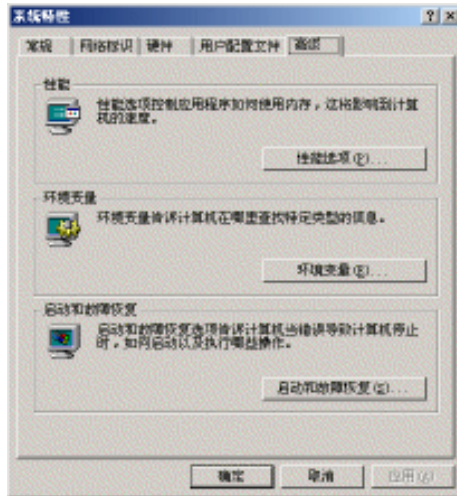 系统特性
常规
网络标识
硬件
用户配置文件
高级
性能
性能选项控制应用程序如何使用内存，这将影响到计算
机的速度。
性能选项(P)...
环境变量
环境变量告诉计算机在哪里查找特定类型的信息。
环境变量(E)...
启动和故障恢复
启动和故障恢复选项告诉计算机当错误导致计算机停止
时，如何启动以及执行哪些操作。
启动和故障恢复(S)...
确定
取消
应用(A)